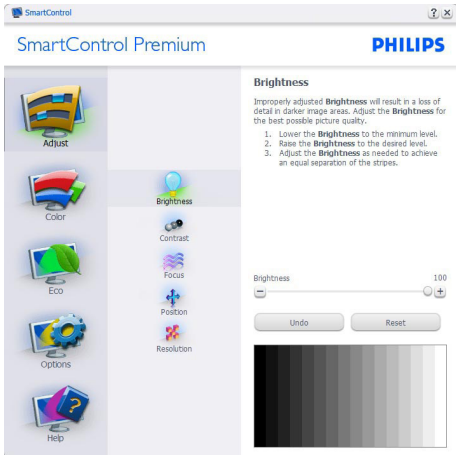 SmartControl
SmartControl Premium
PHILIPS
Adjust
Color
Eco
Options
Help
Brightness
Contrast
Focus
Position
Resolution
Brightness
Improperly adjusted Brightness will result in a loss of
detail in darker image areas. Adjust the Brightness for
the best possible picture quality.
1. Lower the Brightness to the minimum level.
2. Raise the Brightness to the desired level.
3. Adjust the Brightness as needed to achieve
an equal separation of the stripes.
Brightness 100
Undo Reset